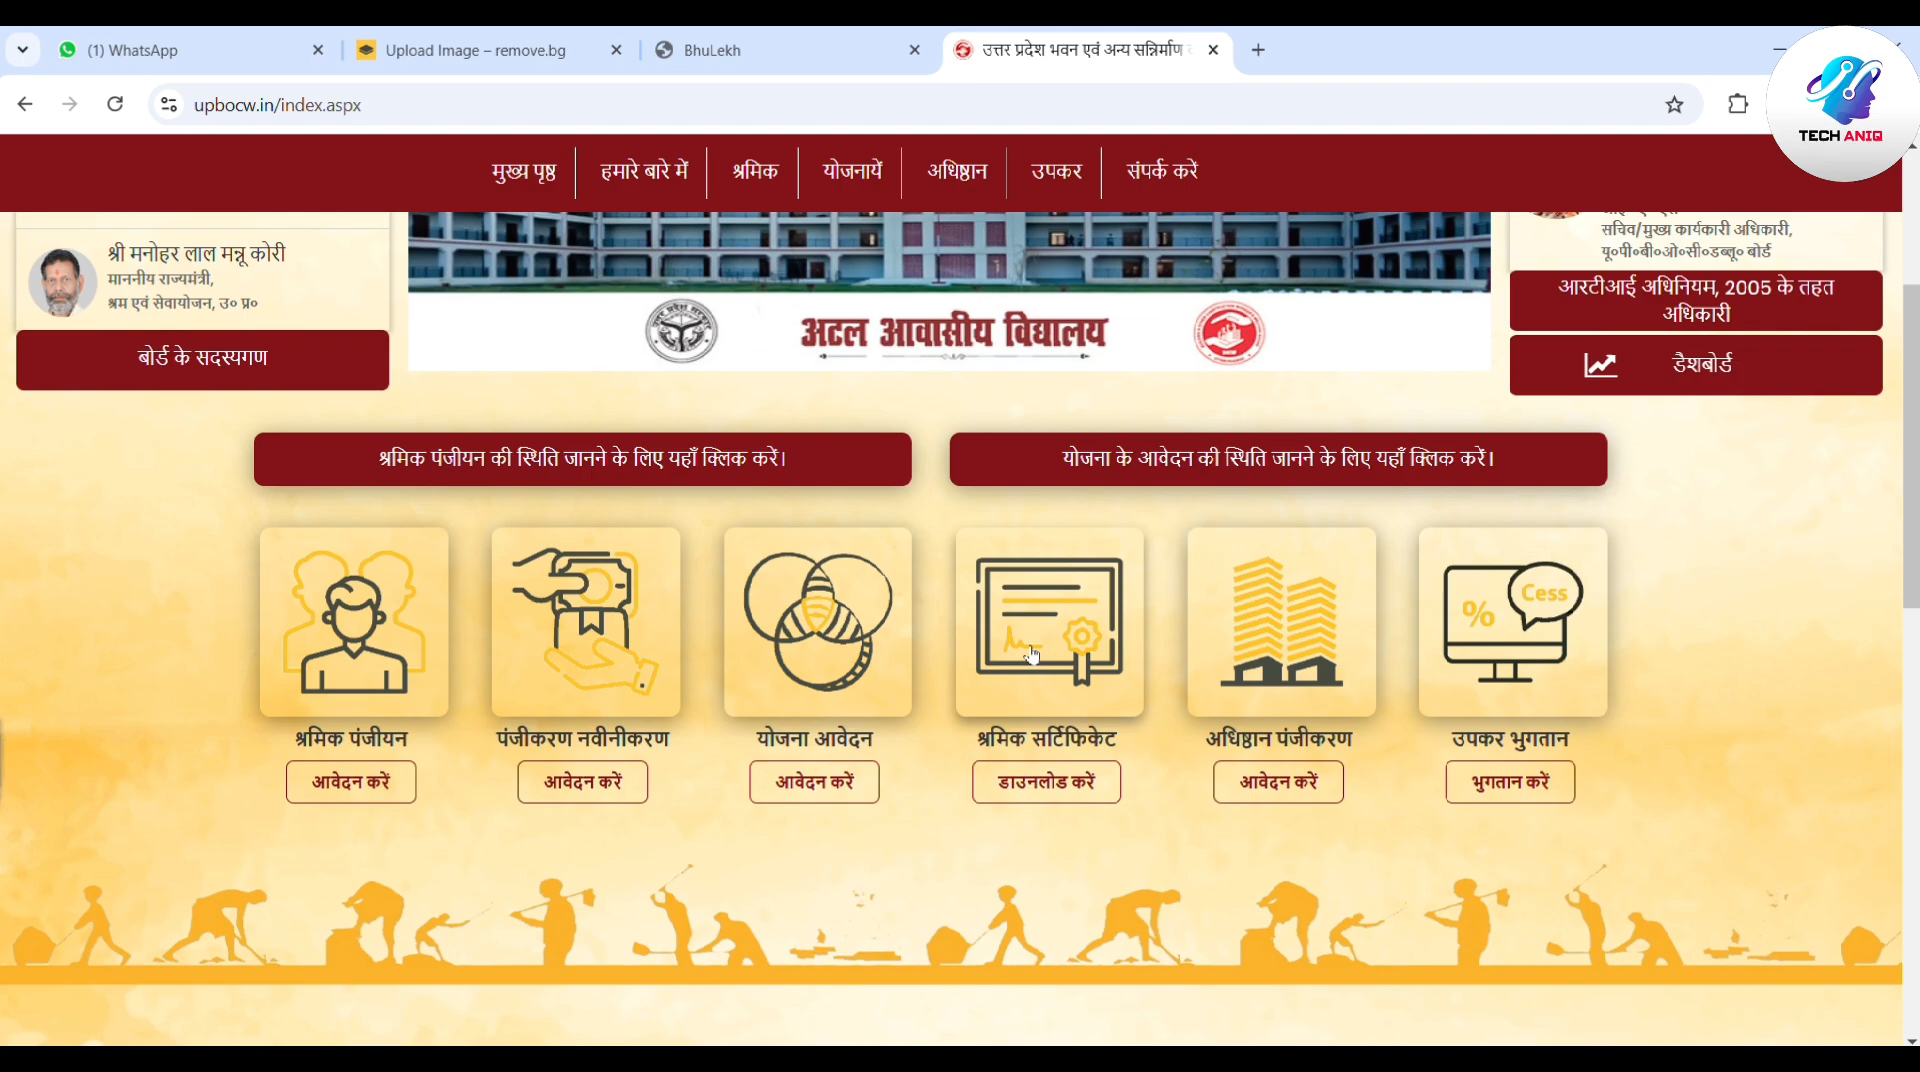 (1) WhatsApp
Upload Image – remove.bg
BhuLekh
उत्तर प्रदेश भवन एवं अन्य सन्निर्माण
upbocw.in/index.aspx
TECH ANIQ
मुख्य पृष्ठ
हमारे बारे में
श्रमिक
योजनायें
अधिष्ठान
उपकर
संपर्क करें
श्री मनोहर लाल मन्नू कोरी
माननीय राज्यमंत्री,
श्रम एवं सेवायोजन, उ० प्र०
बोर्ड के सदस्यगण
अटल आवासीय विद्यालय
सचिव/मुख्य कार्यकारी अधिकारी,
यू०पी०बी०ओ०सी०डब्लू० बोर्ड
आरटीआई अधिनियम, 2005 के तहत
अधिकारी
डैशबोर्ड
श्रमिक पंजीयन की स्थिति जानने के लिए यहाँ क्लिक करें।
योजना के आवेदन की स्थिति जानने के लिए यहाँ क्लिक करें।
% Cess
श्रमिक पंजीयन
पंजीकरण नवीनीकरण
योजना आवेदन
श्रमिक सर्टिफिकेट
अधिष्ठान पंजीकरण
उपकर भुगतान
आवेदन करें
आवेदन करें
आवेदन करें
डाउनलोड करें
आवेदन करें
भुगतान करें